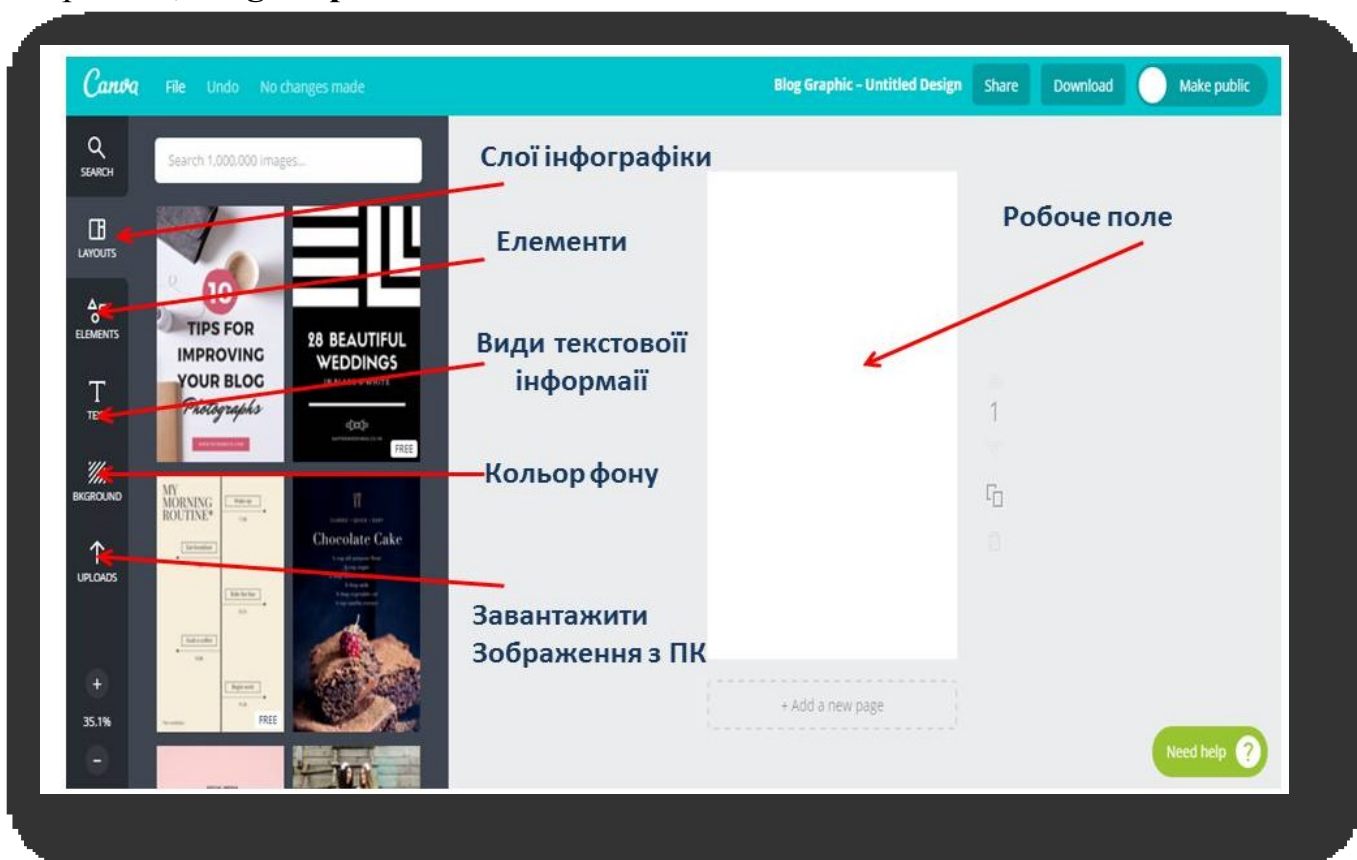 Canva File Undo No changes made Blog Graphic – Untitled Design Share Download Make public
SEARCH
Search 1,000,000 images...
LAYOUTS
ELEMENTS
TEXT
BKGROUND
UPLOADS
+
35.1%
-
10
TIPS FOR
IMPROVING
YOUR BLOG
Photographs
28 BEAUTIFUL
WEDDINGS
FREE
MY
MORNING
ROUTINE*
FREE
Chocolate Cake
Слої інфографіки
Елементи
Види текстовоїї
інформаії
Кольор фону
Завантажити
Зображення з ПК
Робоче поле
1
+ Add a new page
Need help ?